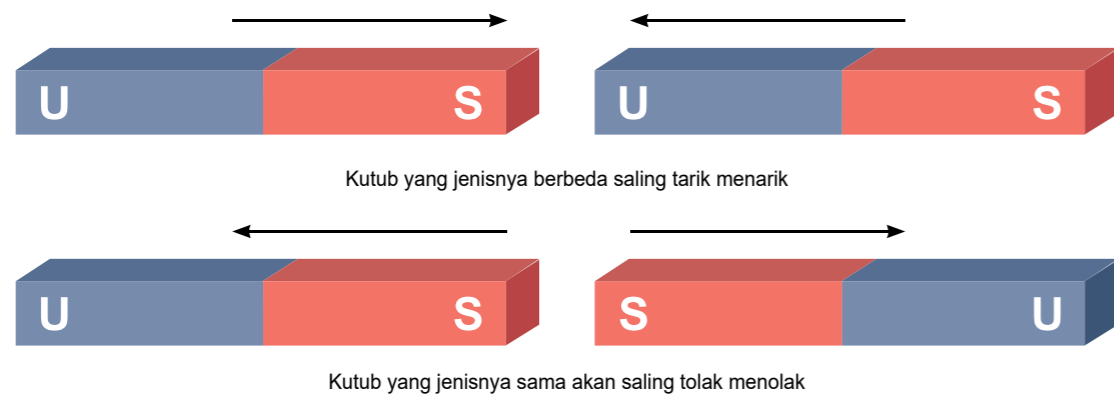 U S U S
Kutub yang jenisnya berbeda saling tarik menarik
U S S U
Kutub yang jenisnya sama akan saling tolak menolak